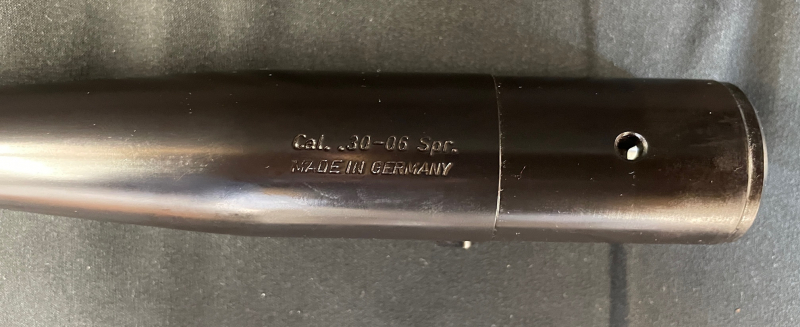 Cal. .30-06 Spr.
MADE IN GERMANY